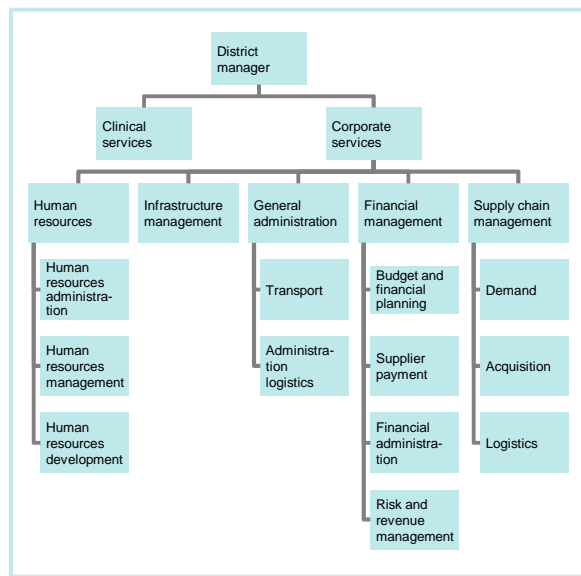 District
manager
Clinical
services
Corporate
services
Human
resources
Infrastructure
management
General
administration
Financial
management
Supply chain
management
Human
resources
administra-
tion
Transport
Budget and
financial
planning
Demand
Human
resources
management
Administra-
tion
logistics
Supplier
payment
Acquisition
Human
resources
development
Financial
administra-
tion
Logistics
Risk and
revenue
management